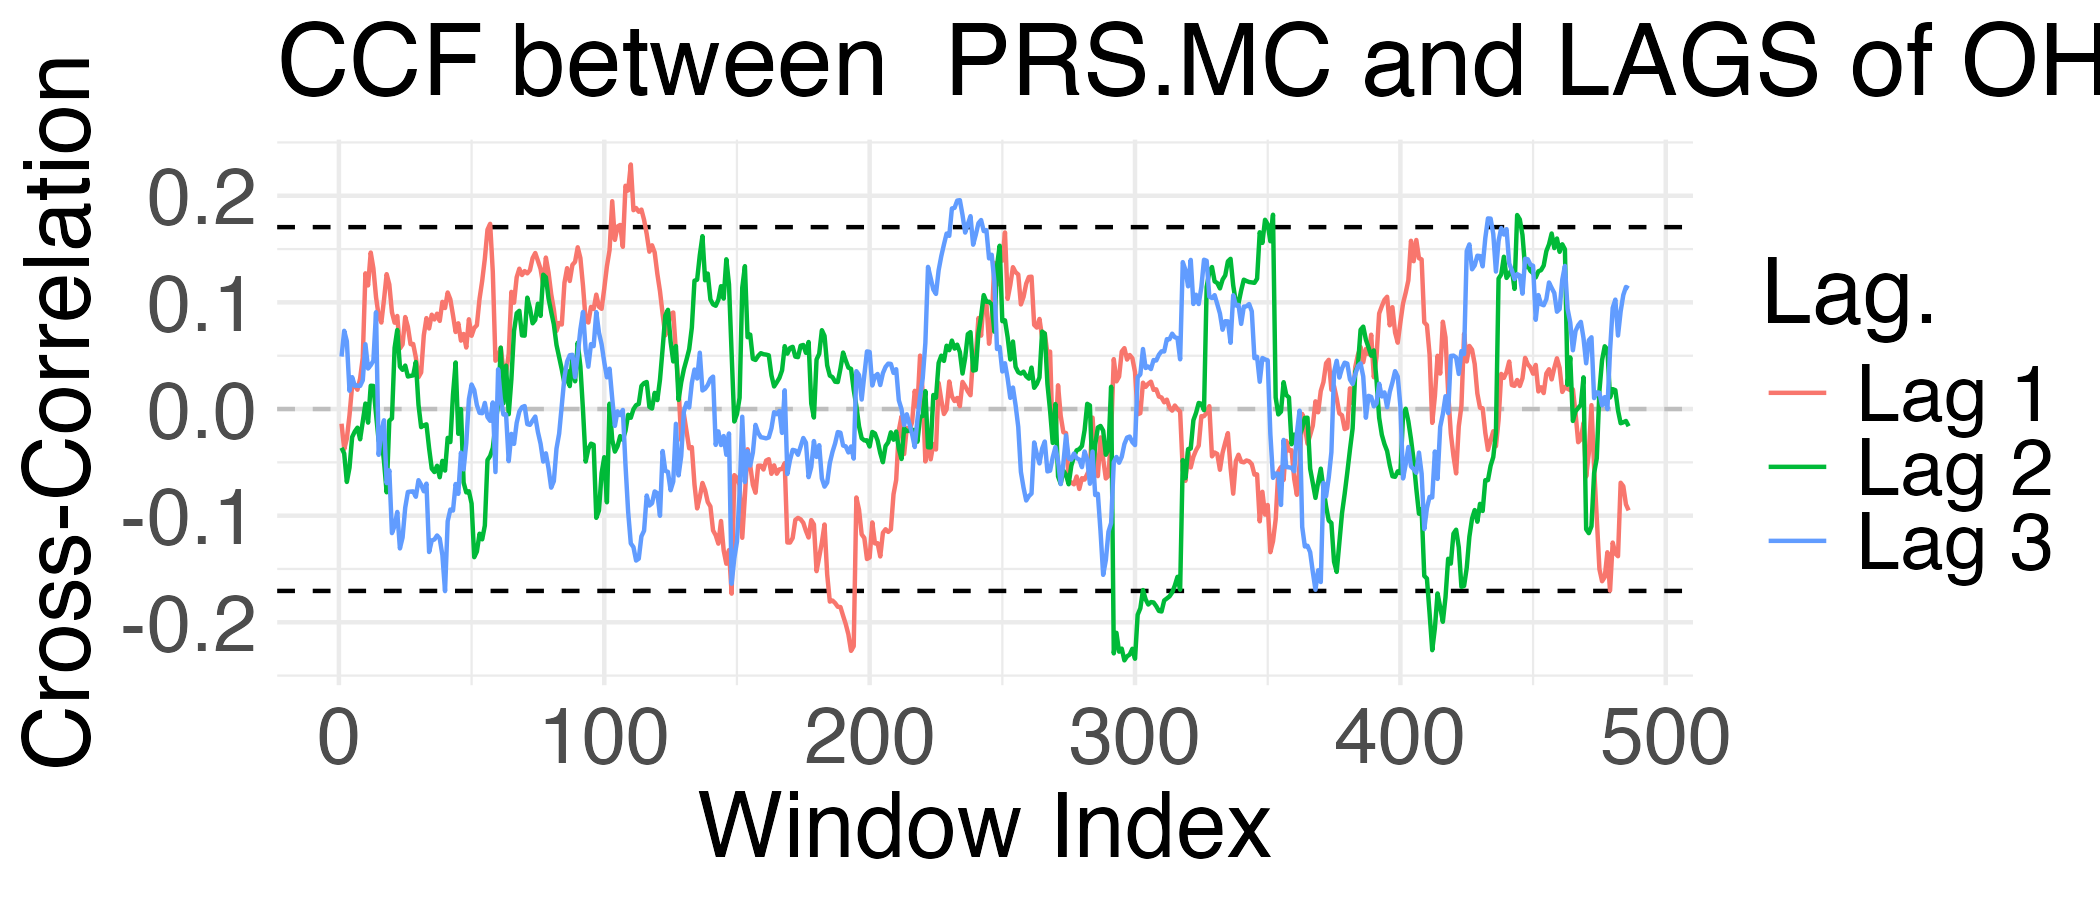 CCF between PRS.MC and LAGS of OH
Cross-Correlation
0.2
0.1
0.0
-0.1
-0.2
0 100 200 300 400 500
Window Index
Lag.
Lag 1
Lag 2
Lag 3